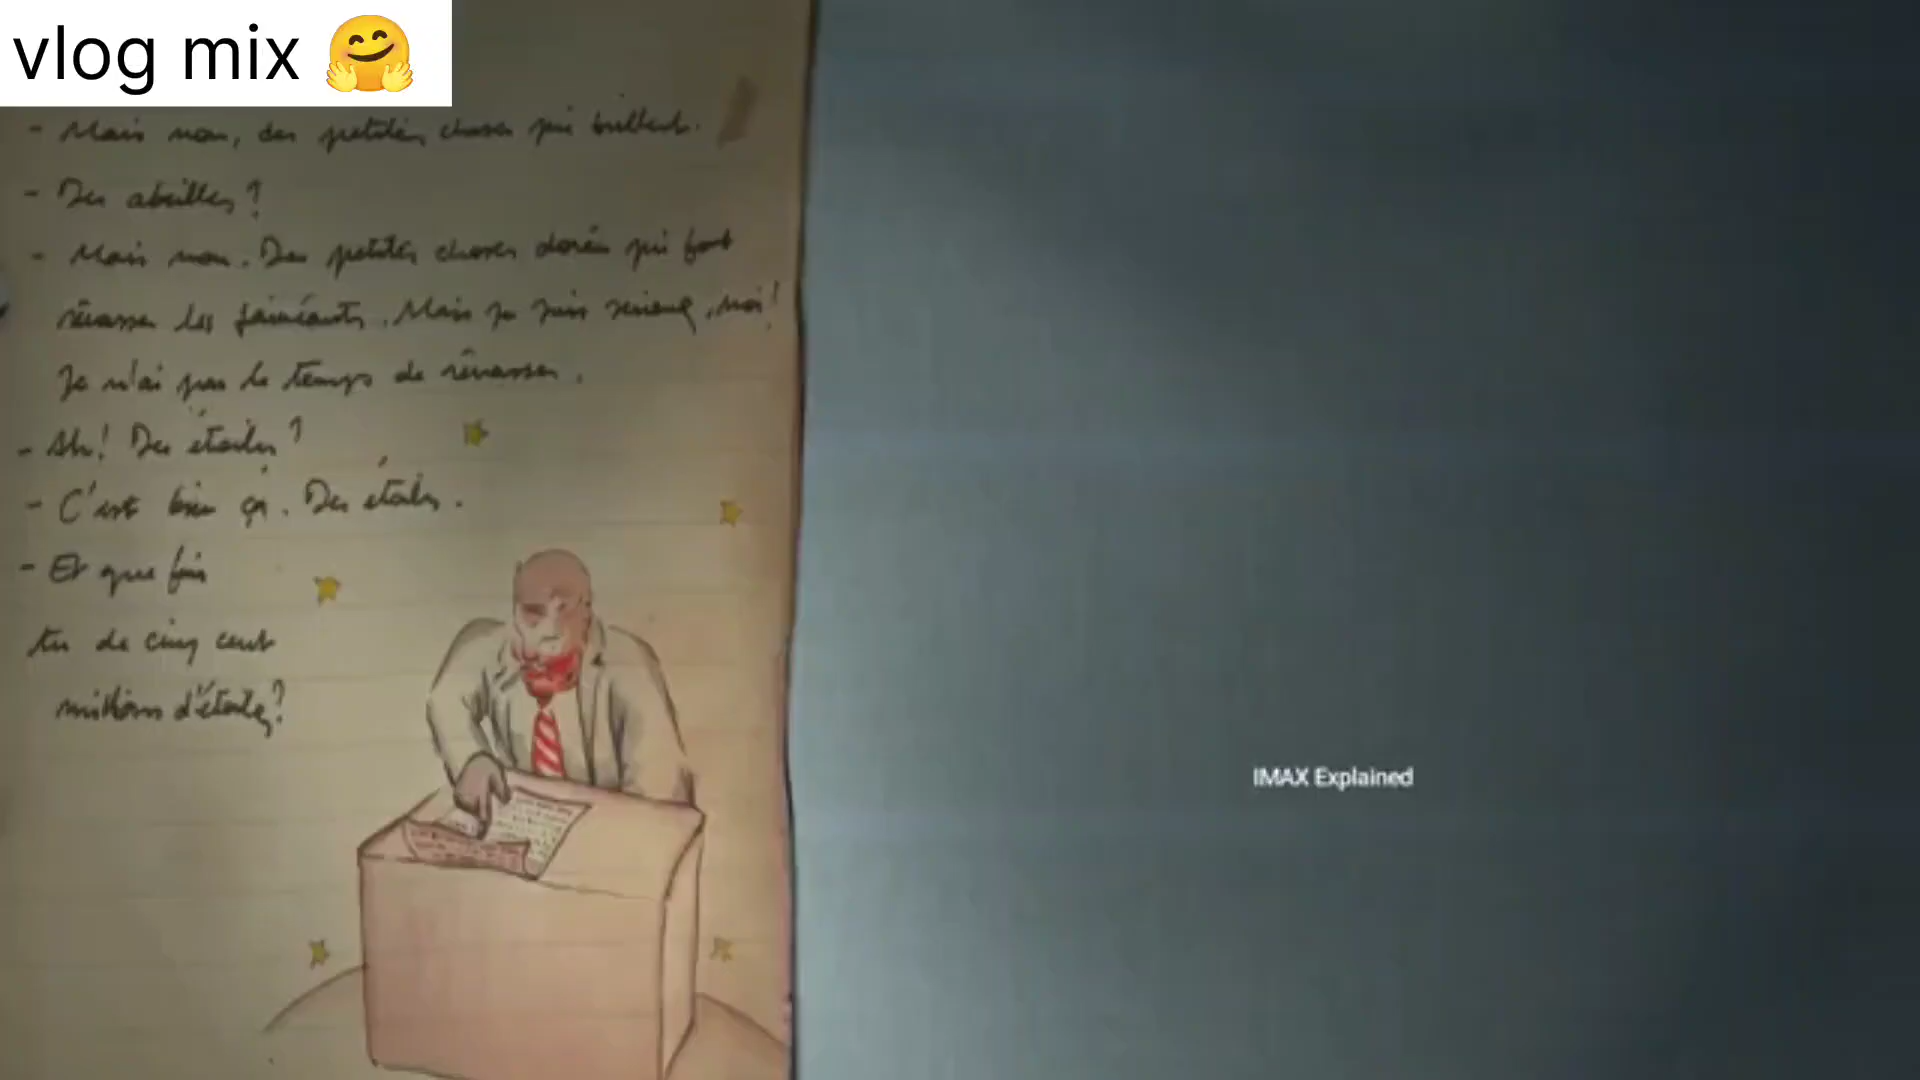 vlog mix 🤗
- Mais non, des petites choses qui brillent.
- Des abeilles?
- Mais non. Des petites choses dorées qui font
rêvasser les fainéants. Mais je suis sérieux, moi!
Je n'ai pas le temps de rêvasser.
- Ah! Des étoiles?
- C'est bien ça. Des étoiles.
- Et que fais
tu de cinq cent
millions d'étoiles?
IMAX Explained